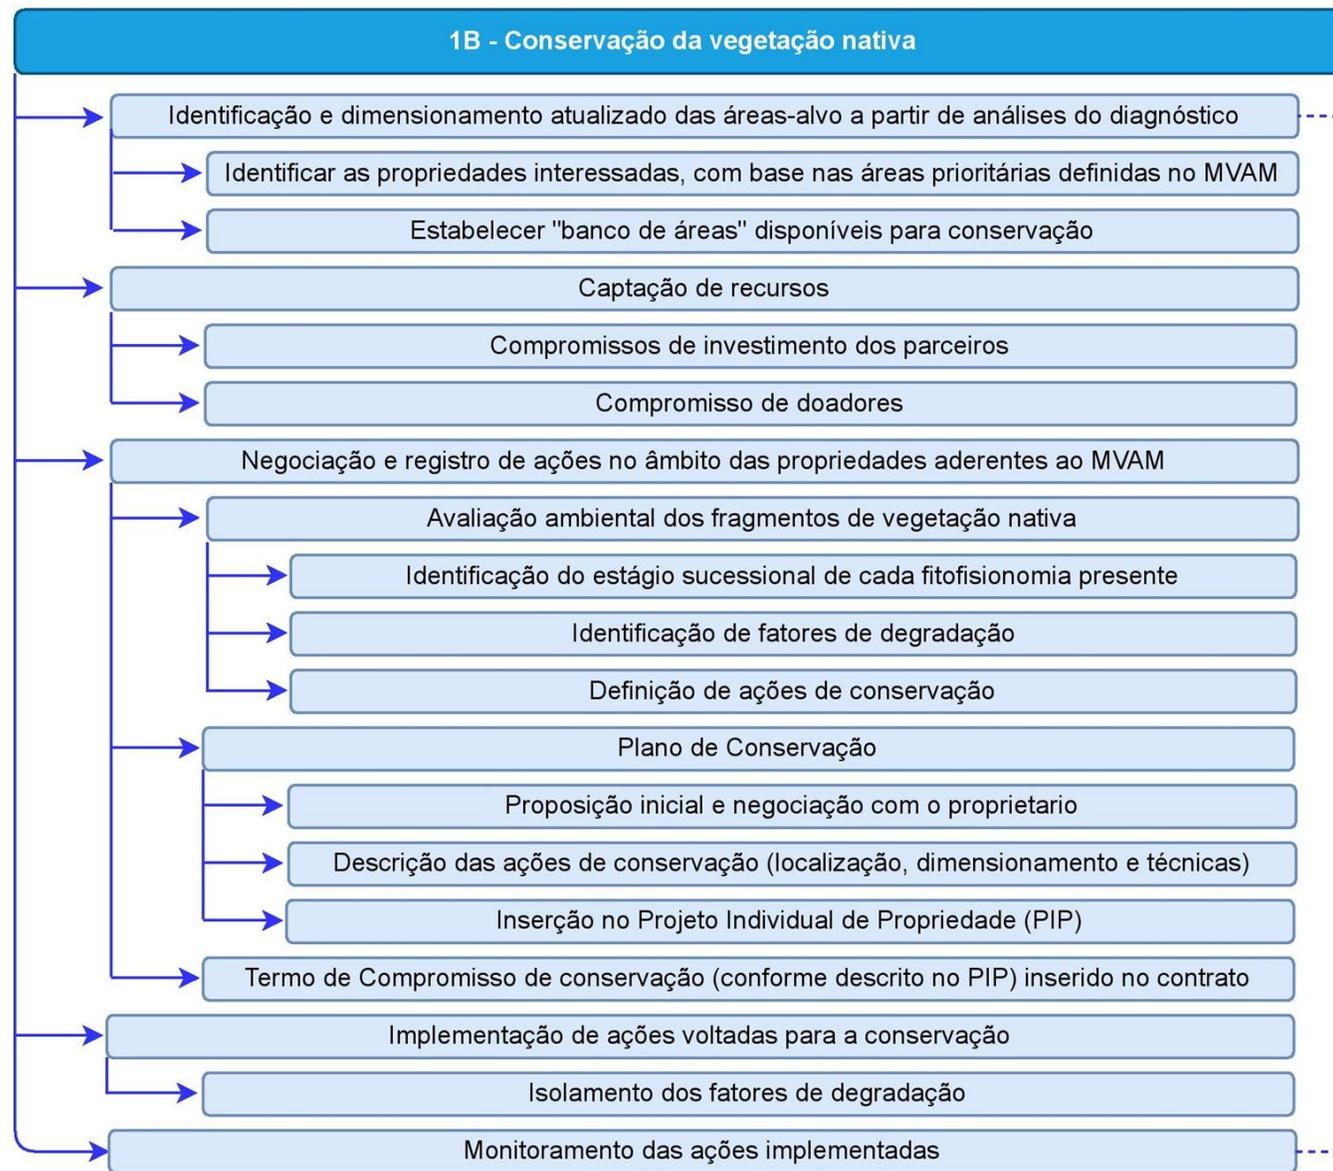 1B - Conservação da vegetação nativa
Identificação e dimensionamento atualizado das áreas-alvo a partir de análises do diagnóstico
Identificar as propriedades interessadas, com base nas áreas prioritárias definidas no MVAM
Estabelecer "banco de áreas" disponíveis para conservação
Captação de recursos
Compromissos de investimento dos parceiros
Compromisso de doadores
Negociação e registro de ações no âmbito das propriedades aderentes ao MVAM
Avaliação ambiental dos fragmentos de vegetação nativa
Identificação do estágio sucessional de cada fitofisionomia presente
Identificação de fatores de degradação
Definição de ações de conservação
Plano de Conservação
Proposição inicial e negociação com o proprietario
Descrição das ações de conservação (localização, dimensionamento e técnicas)
Inserção no Projeto Individual de Propriedade (PIP)
Termo de Compromisso de conservação (conforme descrito no PIP) inserido no contrato
Implementação de ações voltadas para a conservação
Isolamento dos fatores de degradação
Monitoramento das ações implementadas